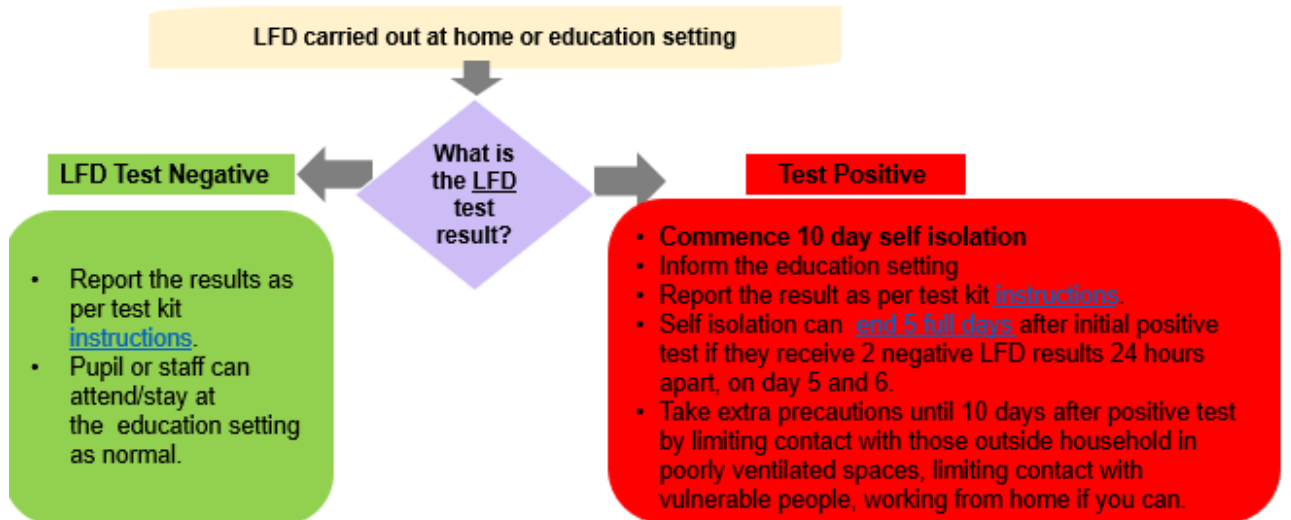 LFD carried out at home or education setting
What is
the LFD
test
result?
LFD Test Negative
• Report the results as
per test kit
instructions.
• Pupil or staff can
attend/stay at
the education setting
as normal.
Test Positive
• Commence 10 day self isolation
• Inform the education setting
• Report the result as per test kit instructions.
• Self isolation can end 5 full days after initial positive
test if they receive 2 negative LFD results 24 hours
apart, on day 5 and 6.
• Take extra precautions until 10 days after positive test
by limiting contact with those outside household in
poorly ventilated spaces, limiting contact with
vulnerable people, working from home if you can.